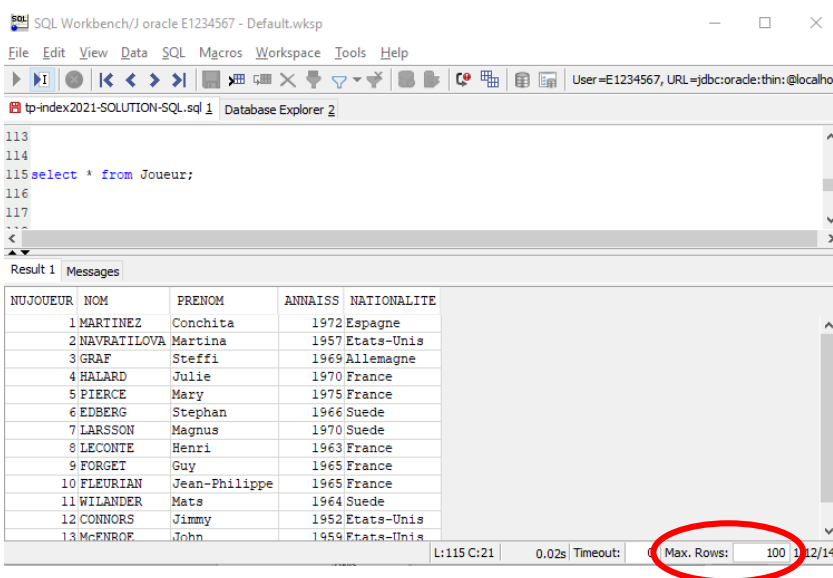 SQL Workbench/J oracle E1234567 - Default.wksp
File Edit View Data SQL Macros Workspace Tools Help
User=E1234567, URL=jdbc:oracle:thin:@localho
tp-index2021-SOLUTION-SQL.sql 1 Database Explorer 2
113
114
115 select * from Joueur;
116
117
Result 1 Messages
NUJOUEUR NOM PRENOM ANNAISS NATIONALITE
1 MARTINEZ Conchita 1972 Espagne
2 NAVRATILOVA Martina 1957 Etats-Unis
3 GRAF Steffi 1969 Allemagne
4 HALARD Julie 1970 France
5 PIERCE Mary 1975 France
6 EDBERG Stephan 1966 Suede
7 LARSSON Magnus 1970 Suede
8 LECONTE Henri 1963 France
9 FORGET Guy 1965 France
10 FLEURIAN Jean-Philippe 1965 France
11 WILANDER Mats 1964 Suede
12 CONNORS Jimmy 1952 Etats-Unis
13 McENROE John 1959 Etats-Unis
L:115 C:21 0.02s Timeout: 0 Max. Rows: 100